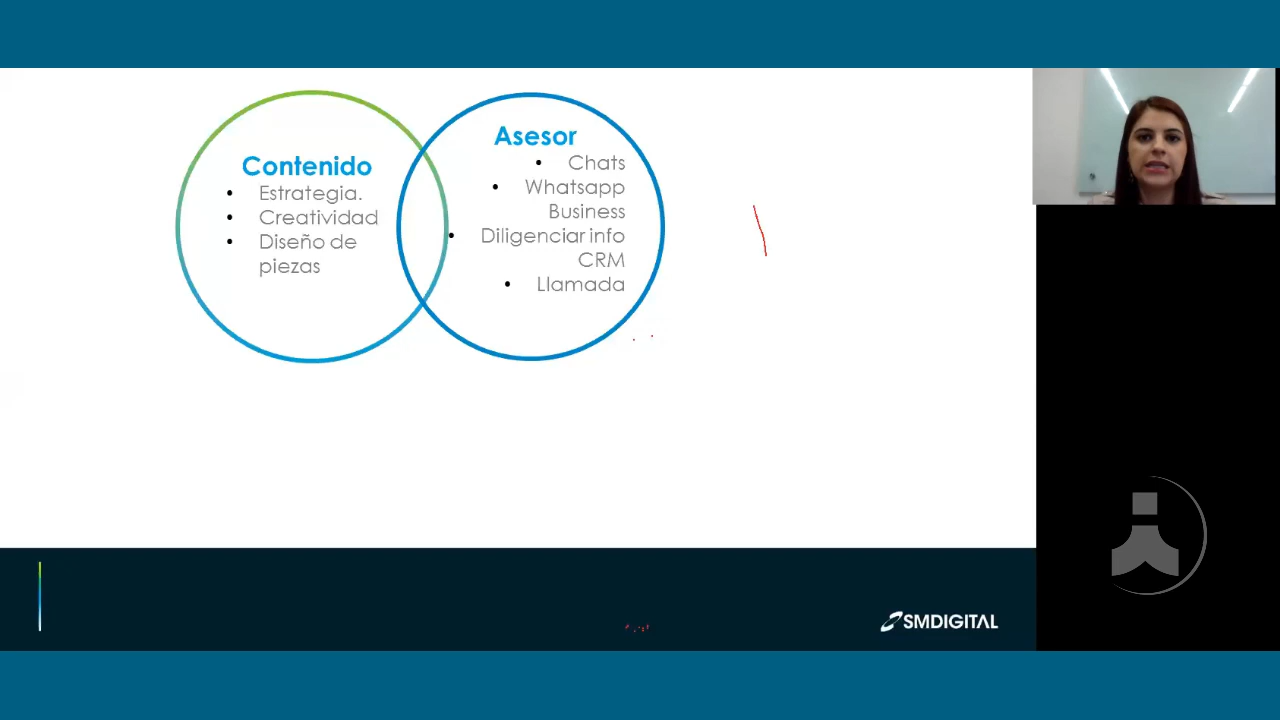 Contenido
• Estrategia.
• Creatividad
• Diseño de
piezas
Asesor
• Chats
• Whatsapp
Business
• Diligenciar info
CRM
• Llamada
SMDIGITAL